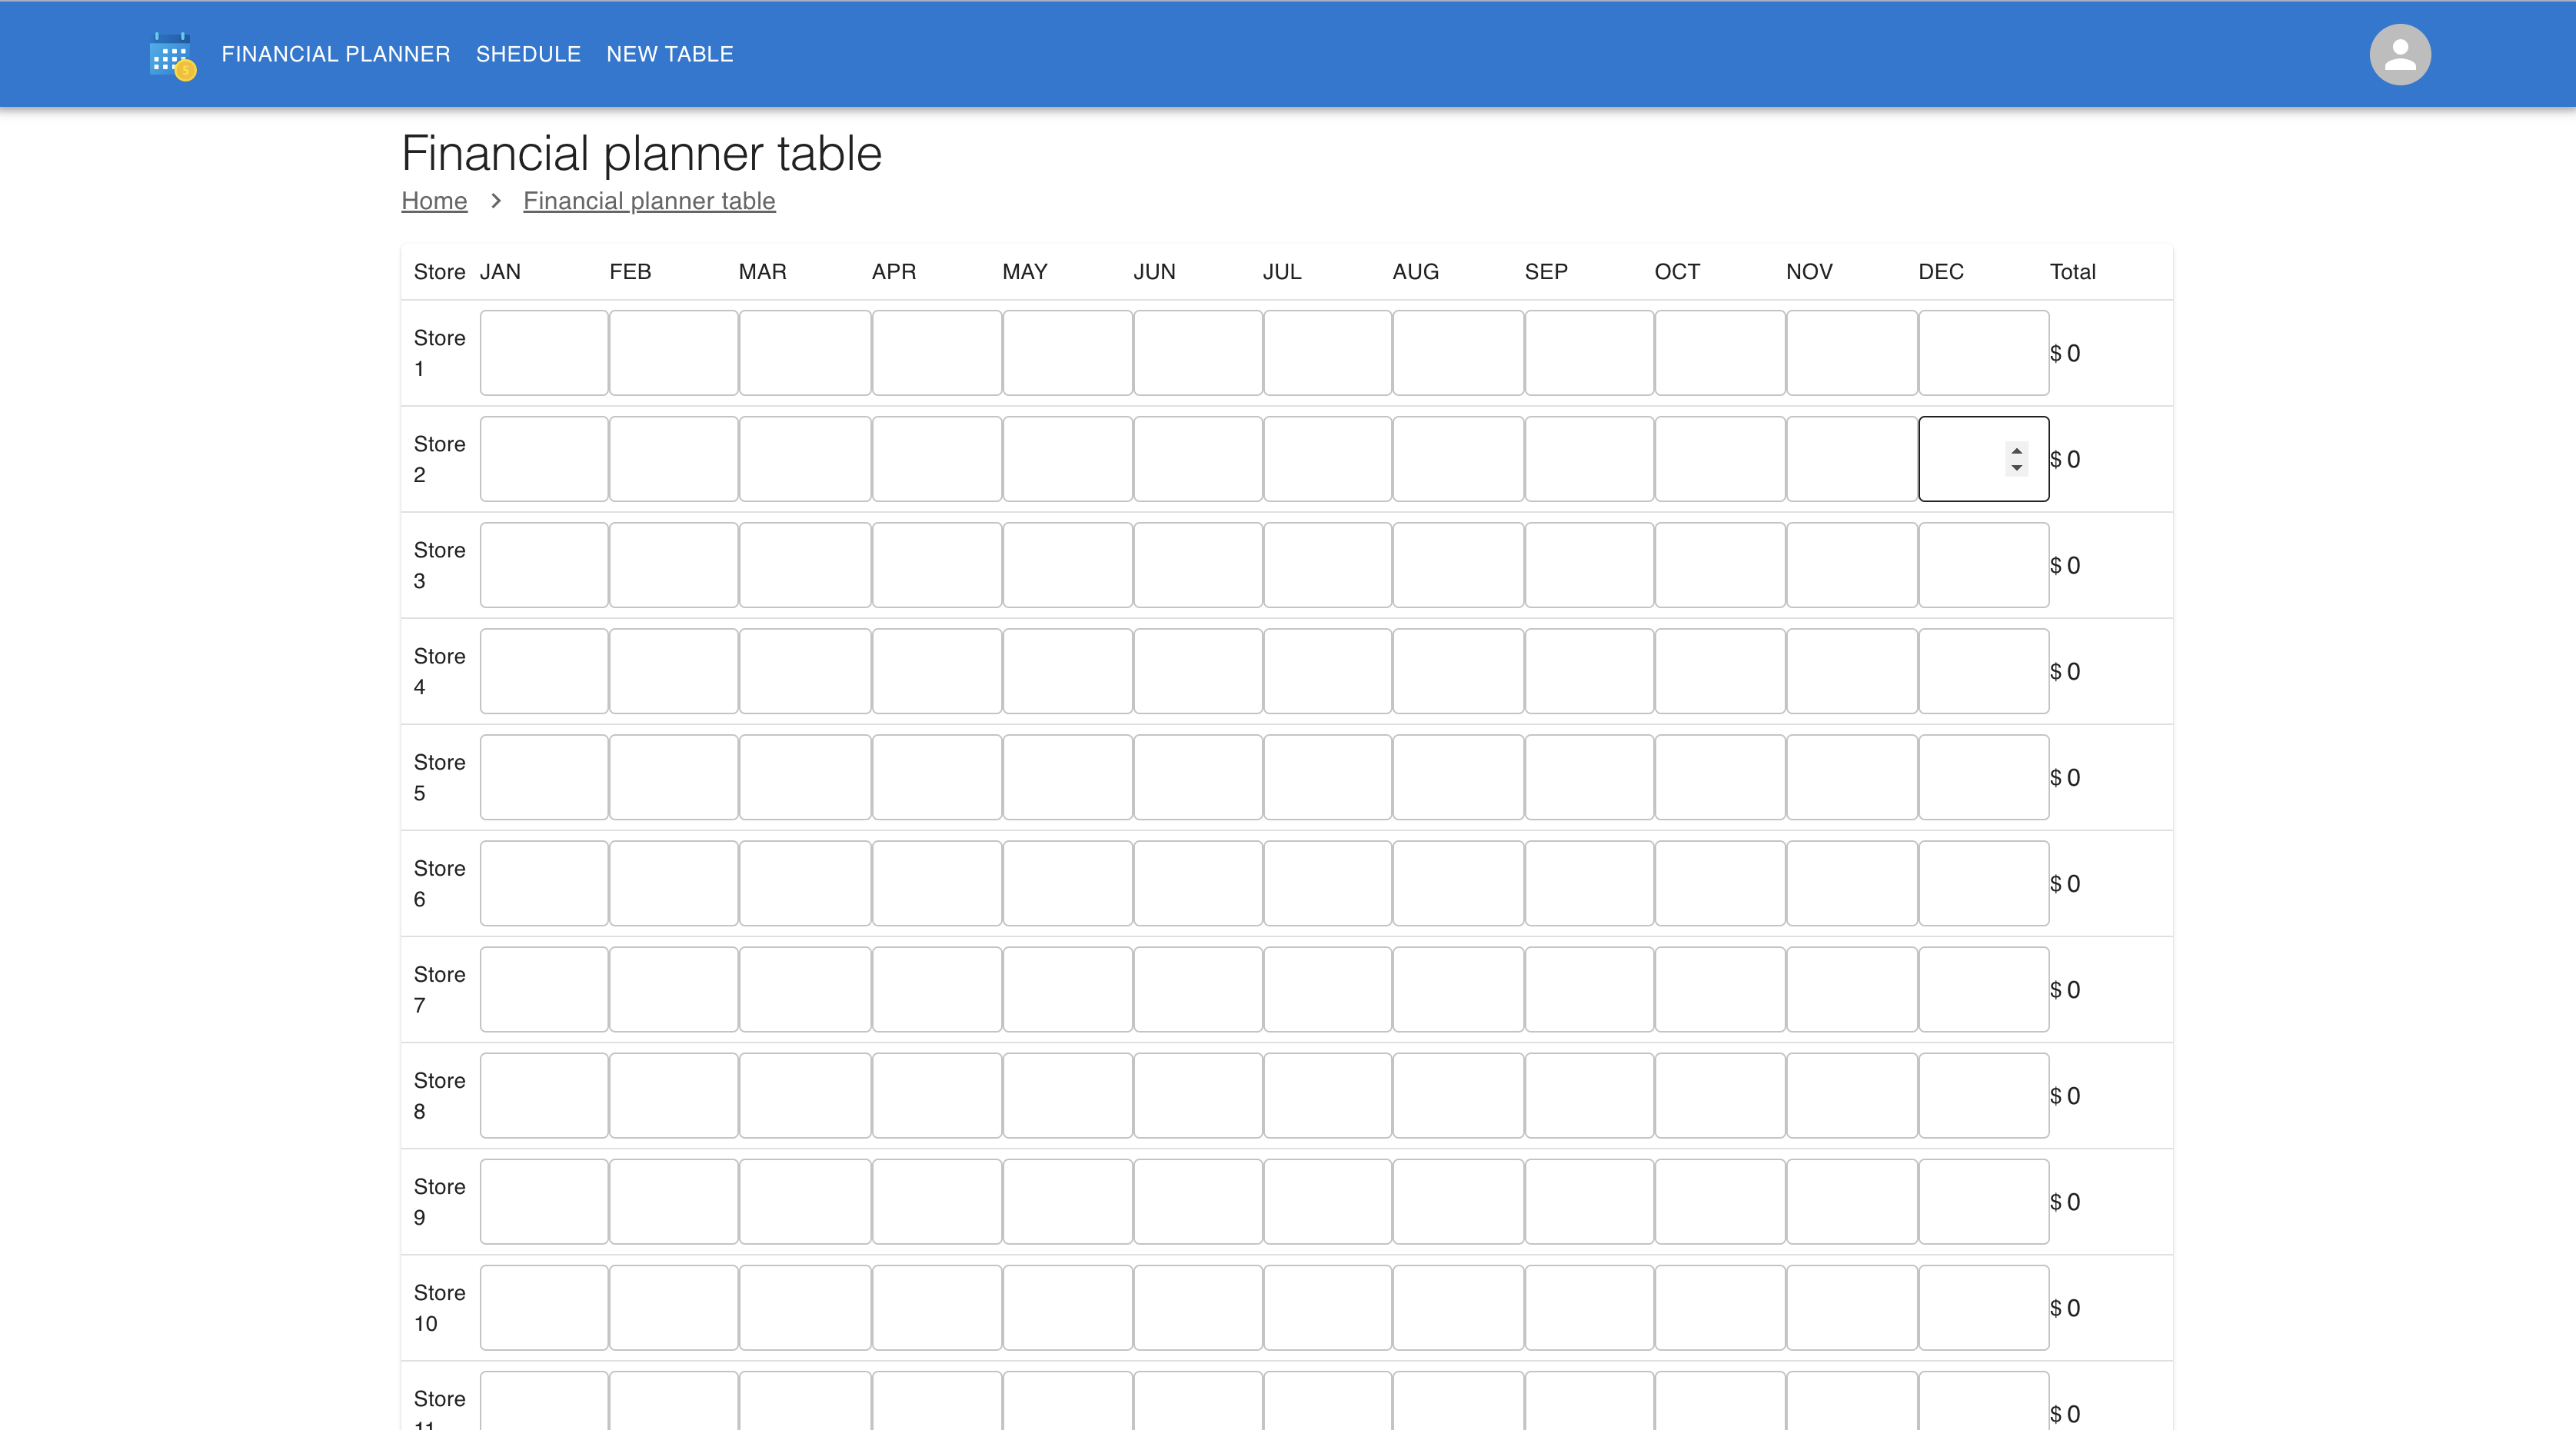 FINANCIAL PLANNER SHEDULE NEW TABLE
Financial planner table
Home > Financial planner table
Store JAN FEB MAR APR MAY JUN JUL AUG SEP OCT NOV DEC Total
Store
1
$ 0
Store
2
$ 0
Store
3
$ 0
Store
4
$ 0
Store
5
$ 0
Store
6
$ 0
Store
7
$ 0
Store
8
$ 0
Store
9
$ 0
Store
10
$ 0
Store
11
$ 0